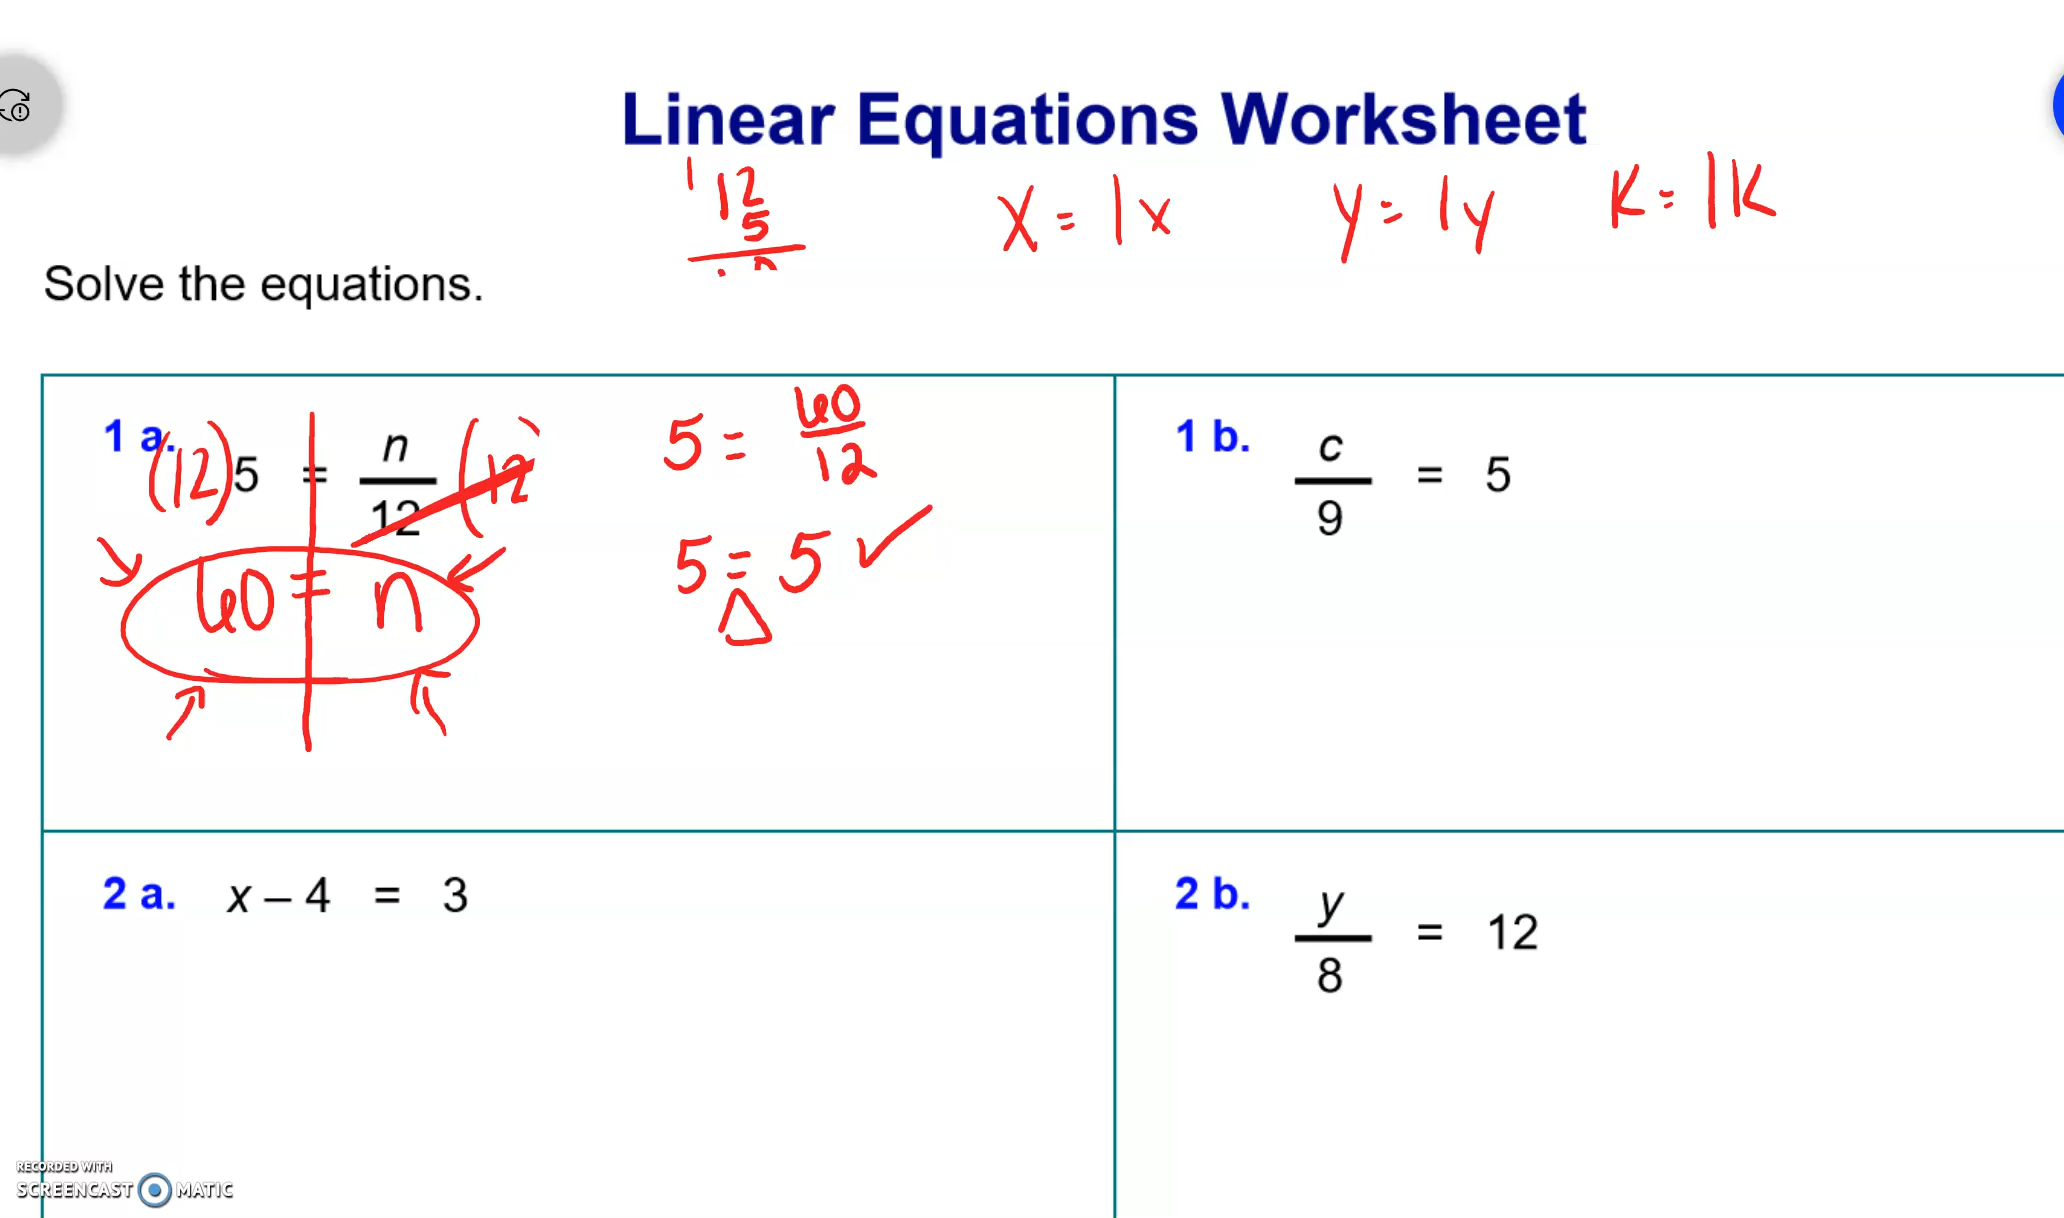 Linear Equations Worksheet
1
12
5
x = 1x
y = 1y
K = 1K
Solve the equations.
1 a.
(12) 5 = n/12 (12)
60 = n
5 = 60/12
5 = 5 ✓
1 b.
c/9 = 5
2 a. x – 4 = 3
2 b.
y/8 = 12
RECORDED WITH
SCREENCAST MATIC